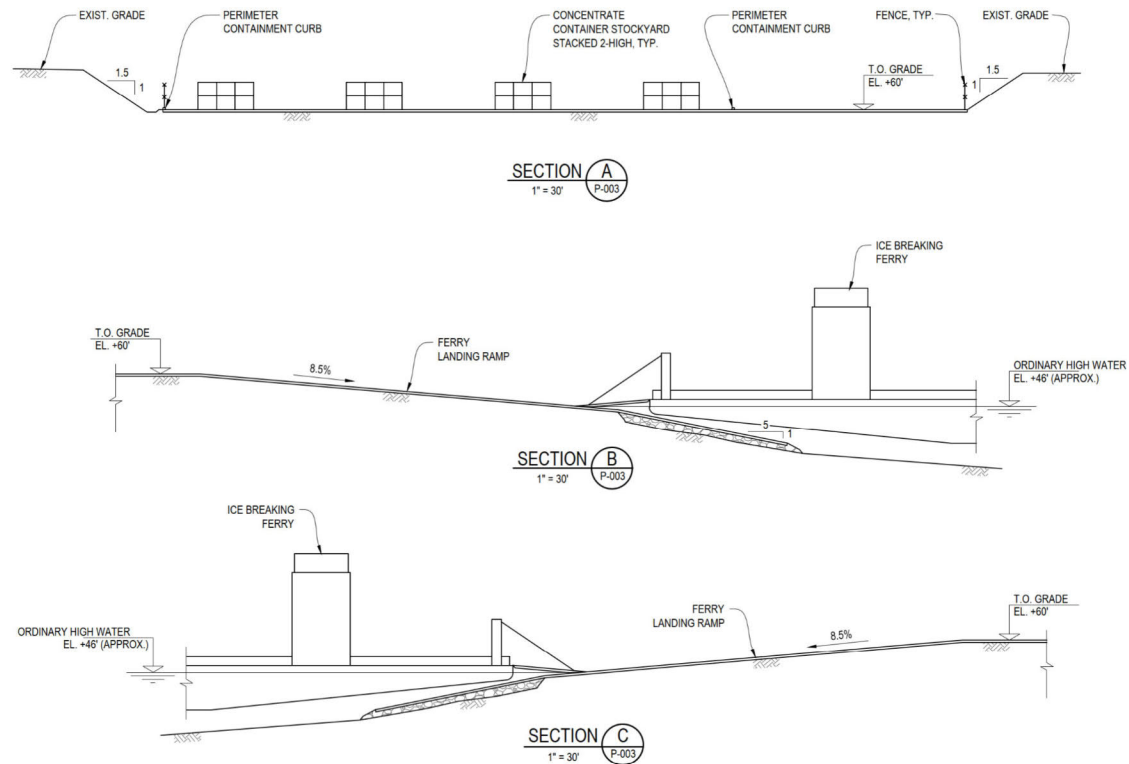 EXIST. GRADE
PERIMETER
CONTAINMENT CURB
CONCENTRATE
CONTAINER STOCKYARD
STACKED 2-HIGH, TYP.
PERIMETER
CONTAINMENT CURB
FENCE, TYP.
EXIST. GRADE
1.5
1
T.O. GRADE
EL. +60'
1.5
1
SECTION A
1" = 30' P-003
ICE BREAKING
FERRY
T.O. GRADE
EL. +60'
8.5%
FERRY
LANDING RAMP
ORDINARY HIGH WATER
EL. +46' (APPROX.)
5
1
SECTION B
1" = 30' P-003
ICE BREAKING
FERRY
ORDINARY HIGH WATER
EL. +46' (APPROX.)
FERRY
LANDING RAMP
8.5%
T.O. GRADE
EL. +60'
SECTION C
1" = 30' P-003